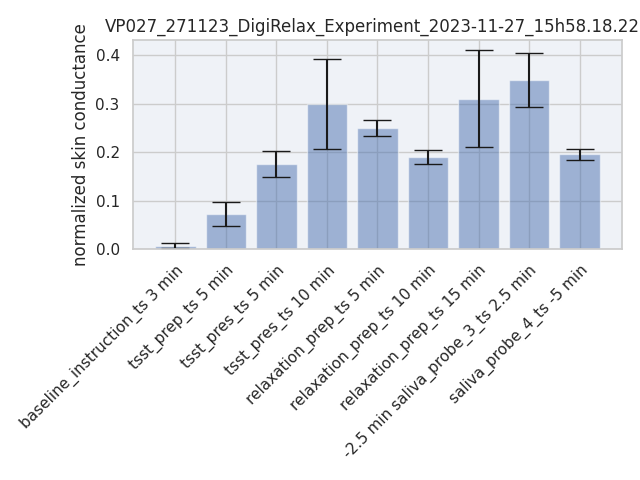 VP027_271123_DigiRelax_Experiment_2023-11-27_15h58.18.22
normalized skin conductance
0.4
0.3
0.2
0.1
0.0
baseline_instruction_ts 3 min
tsst_prep_ts 5 min
tsst_pres_ts 5 min
tsst_pres_ts 10 min
relaxation_prep_ts 5 min
relaxation_prep_ts 10 min
relaxation_prep_ts 15 min
-2.5 min saliva_probe_3_ts 2.5 min
saliva_probe_4_ts -5 min